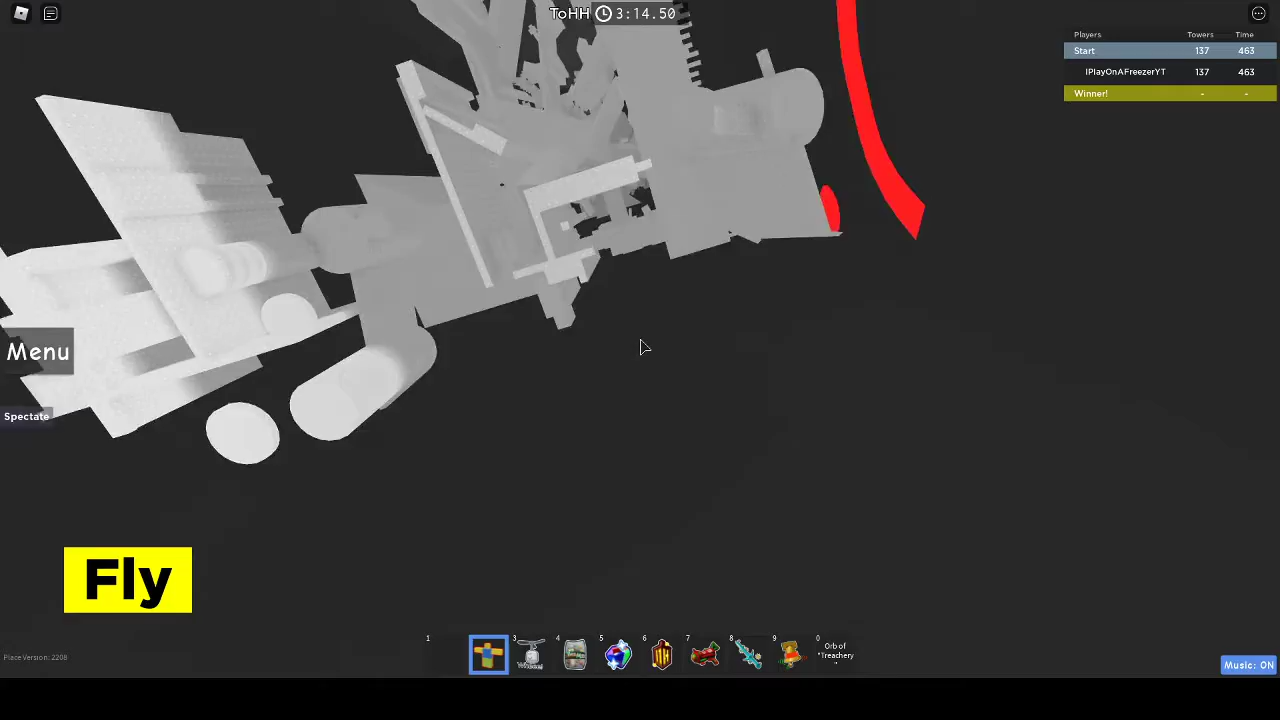 ToHH 3:14.50
Players Towers Time
Start 137 463
IPlayOnAFreezerYT 137 463
Winner! - -
Menu
Spectate
Fly
1 3 4 5 6 7 8 9 0
Orb of
"Treachery
"
Place Version: 2208
Music: ON